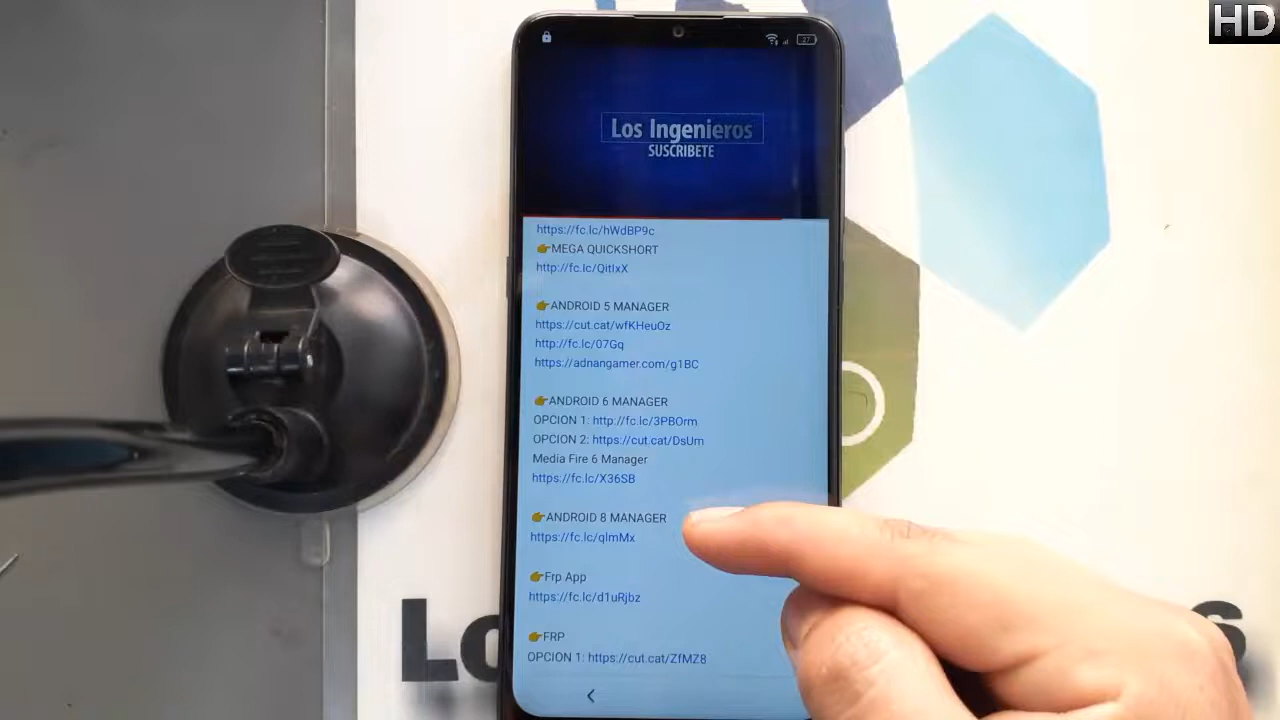 HD
27
Los Ingenieros
SUSCRIBETE
https://fc.lc/hWdBP9c
👉MEGA QUICKSHORT
http://fc.lc/QitIxX
👉ANDROID 5 MANAGER
https://cut.cat/wfKHeuOz
http://fc.lc/07Gq
https://adnangamer.com/g1BC
👉ANDROID 6 MANAGER
OPCION 1: http://fc.lc/3PBOrm
OPCION 2: https://cut.cat/DsUm
Media Fire 6 Manager
https://fc.lc/X36SB
👉ANDROID 8 MANAGER
https://fc.lc/qlmMx
👉Frp App
https://fc.lc/d1uRjbz
👉FRP
OPCION 1: https://cut.cat/ZfMZ8
Lo
s